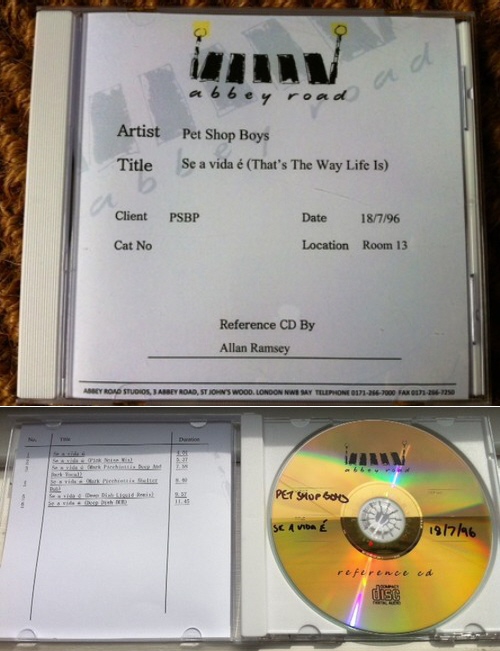 abbey road
Artist Pet Shop Boys
Title Se a vida é (That's The Way Life Is)
Client PSBP Date 18/7/96
Cat No Location Room 13
Reference CD By
Allan Ramsey
ABBEY ROAD STUDIOS, 3 ABBEY ROAD, ST JOHN'S WOOD, LONDON NW8 9AY TELEPHONE 0171-266-7000 FAX 0171-266-7250
No. Title Duration
Se a vida e
Se a vida é (Pink Noise Mix)
Se a vida é (Mark Picchiotti's Deep And
Dark Vocal)
Se a vida é (Mark Picchiotti's Shelter
Dub)
Se a vida é (Deep Dish Liquid Remix)
Se a vida é (Deep Dish DUB) 11.45
abbey road
PET SHOP BOYS
SE A VIDA É 18/7/96
reference cd
COMPACT
DISC
DIGITAL AUDIO